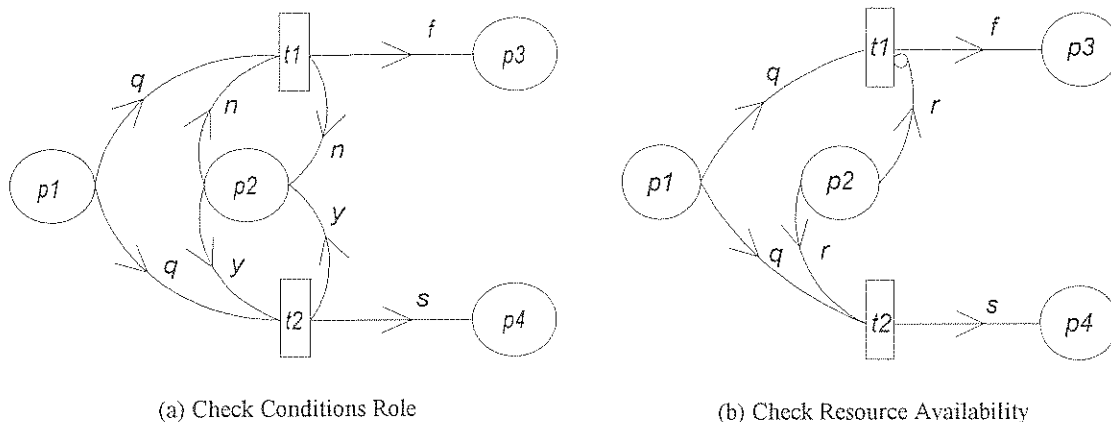 t1 f p3
q n n
p1 p2
y y
q
t2 s p4
(a) Check Conditions Role
t1 f p3
q r
p1 p2
q r
t2 s p4
(b) Check Resource Availability